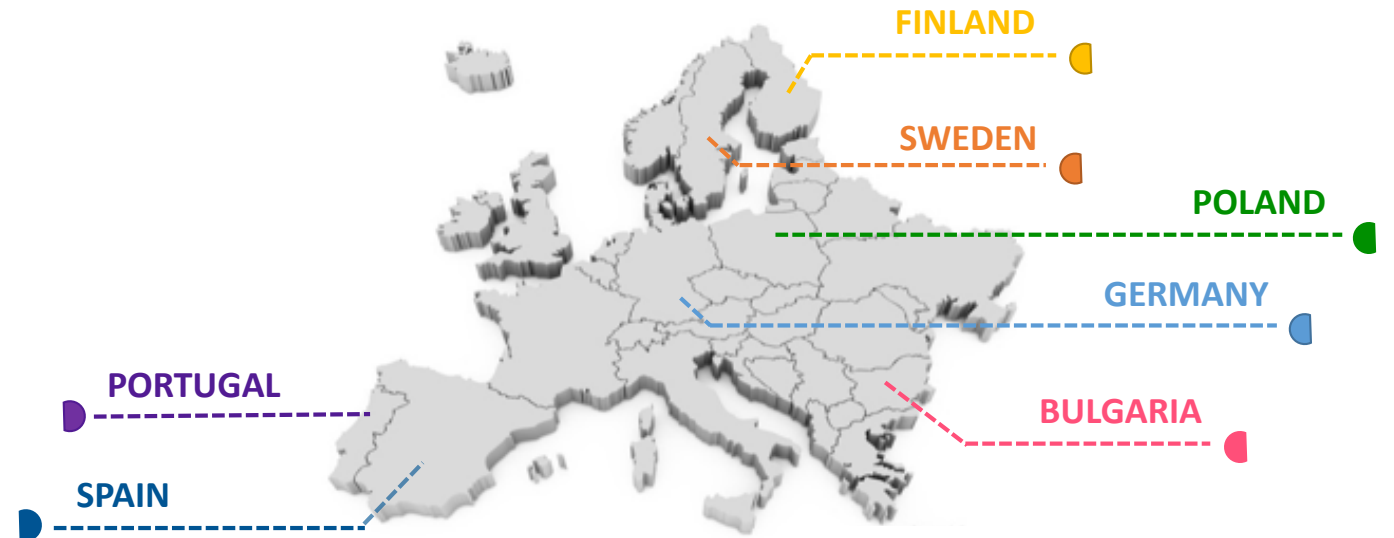 FINLAND
SWEDEN
POLAND
GERMANY
PORTUGAL
BULGARIA
SPAIN